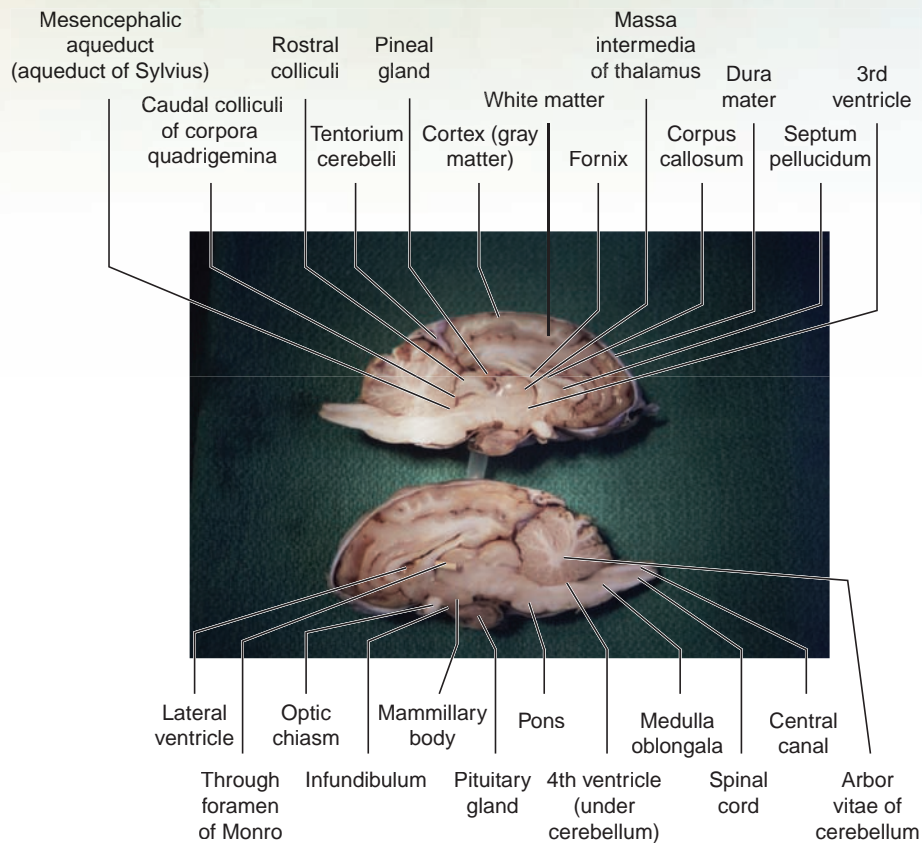 Mesencephalic
aqueduct
(aqueduct of Sylvius)
Rostral
colliculi
Pineal
gland
Massa
intermedia
of thalamus
Dura
mater
3rd
ventricle
Caudal colliculi
of corpora
quadrigemina
Tentorium
cerebelli
White matter
Cortex (gray
matter)
Fornix
Corpus
callosum
Septum
pellucidum
Lateral
ventricle
Optic
chiasm
Mammillary
body
Pons
Medulla
oblongala
Central
canal
Through
foramen
of Monro
Infundibulum
Pituitary
gland
4th ventricle
(under
cerebellum)
Spinal
cord
Arbor
vitae of
cerebellum